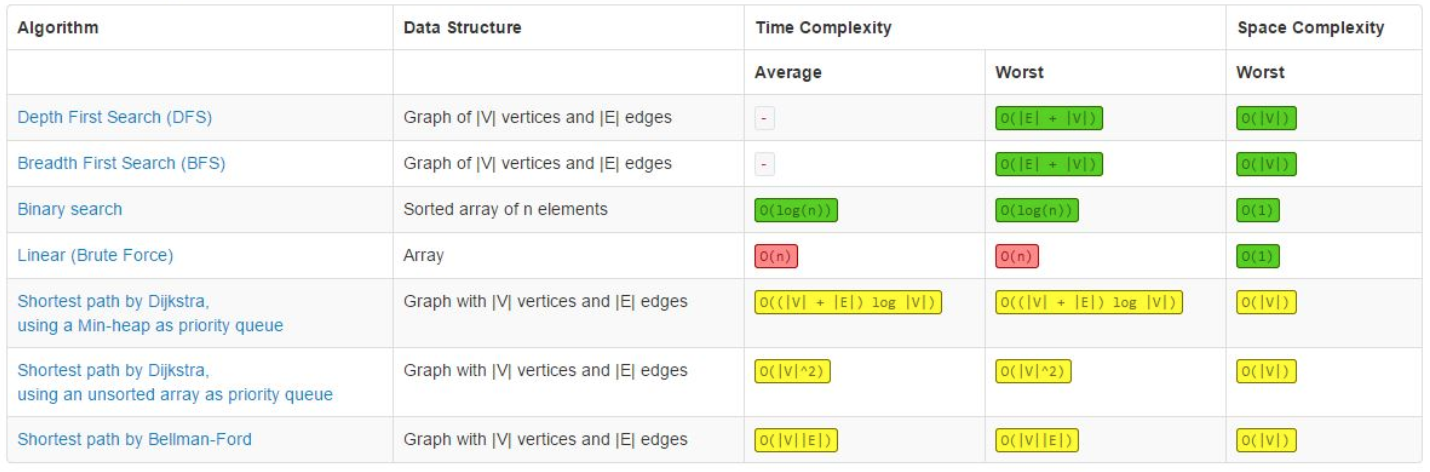 Algorithm Data Structure Time Complexity Space Complexity
Average Worst Worst
Depth First Search (DFS) Graph of |V| vertices and |E| edges - O(|E| + |V|) O(|V|)
Breadth First Search (BFS) Graph of |V| vertices and |E| edges - O(|E| + |V|) O(|V|)
Binary search Sorted array of n elements O(log(n)) O(log(n)) O(1)
Linear (Brute Force) Array O(n) O(n) O(1)
Shortest path by Dijkstra, Graph with |V| vertices and |E| edges O((|V| + |E|) log |V|) O((|V| + |E|) log |V|) O(|V|)
using a Min-heap as priority queue
Shortest path by Dijkstra, Graph with |V| vertices and |E| edges O(|V|^2) O(|V|^2) O(|V|)
using an unsorted array as priority queue
Shortest path by Bellman-Ford Graph with |V| vertices and |E| edges O(|V||E|) O(|V||E|) O(|V|)